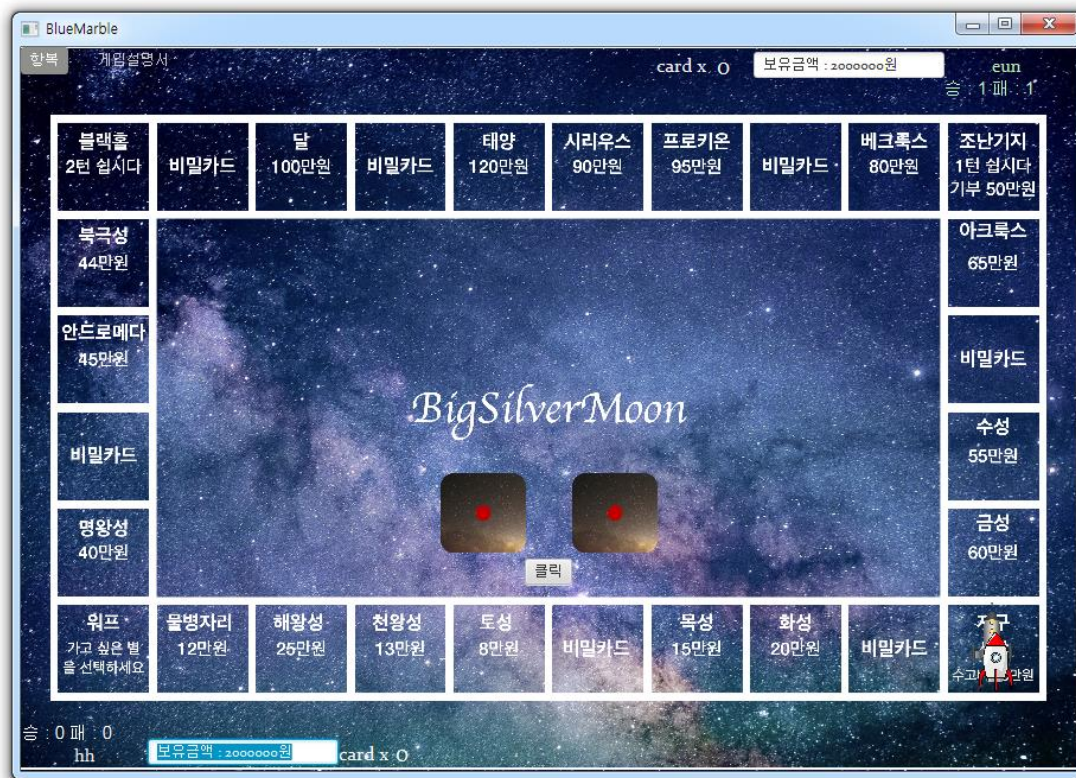 BlueMarble
항복 게임설명서
card x 0
보유금액 : 2000000원
eun
승 : 1 패 : 1
블랙홀
2턴 쉽시다
비밀카드
달
100만원
비밀카드
태양
120만원
시리우스
90만원
프로키온
95만원
비밀카드
베크룩스
80만원
조난기지
1턴 쉽시다
기부 50만원
북극성
44만원
아크룩스
65만원
안드로메다
45만원
비밀카드
BigSilverMoon
비밀카드
수성
55만원
명왕성
40만원
금성
60만원
클릭
워프
가고 싶은 별
을 선택하세요
물병자리
12만원
해왕성
25만원
천왕성
13만원
토성
8만원
비밀카드
목성
15만원
화성
20만원
비밀카드
만원
승 : 0 패 : 0
hh
보유금액 : 2000000원
card x 0